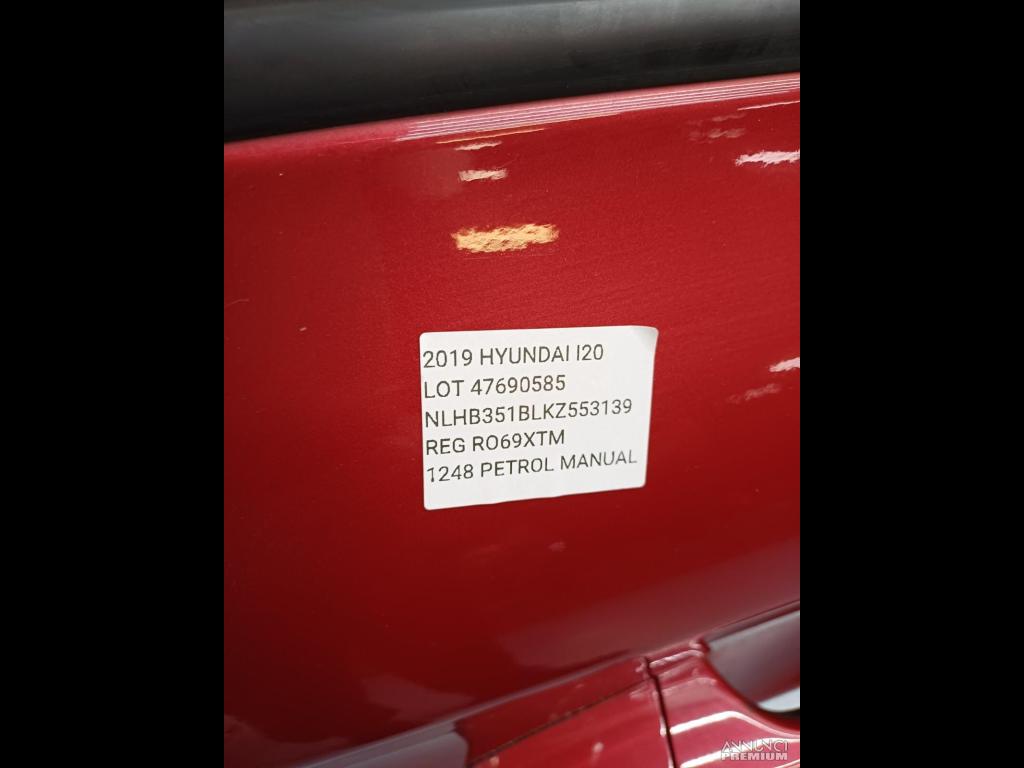 2019 HYUNDAI I20
LOT 47690585
NLHB351BLKZ553139
REG RO69XTM
1248 PETROL MANUAL
ANNUNCI
PREMIUM